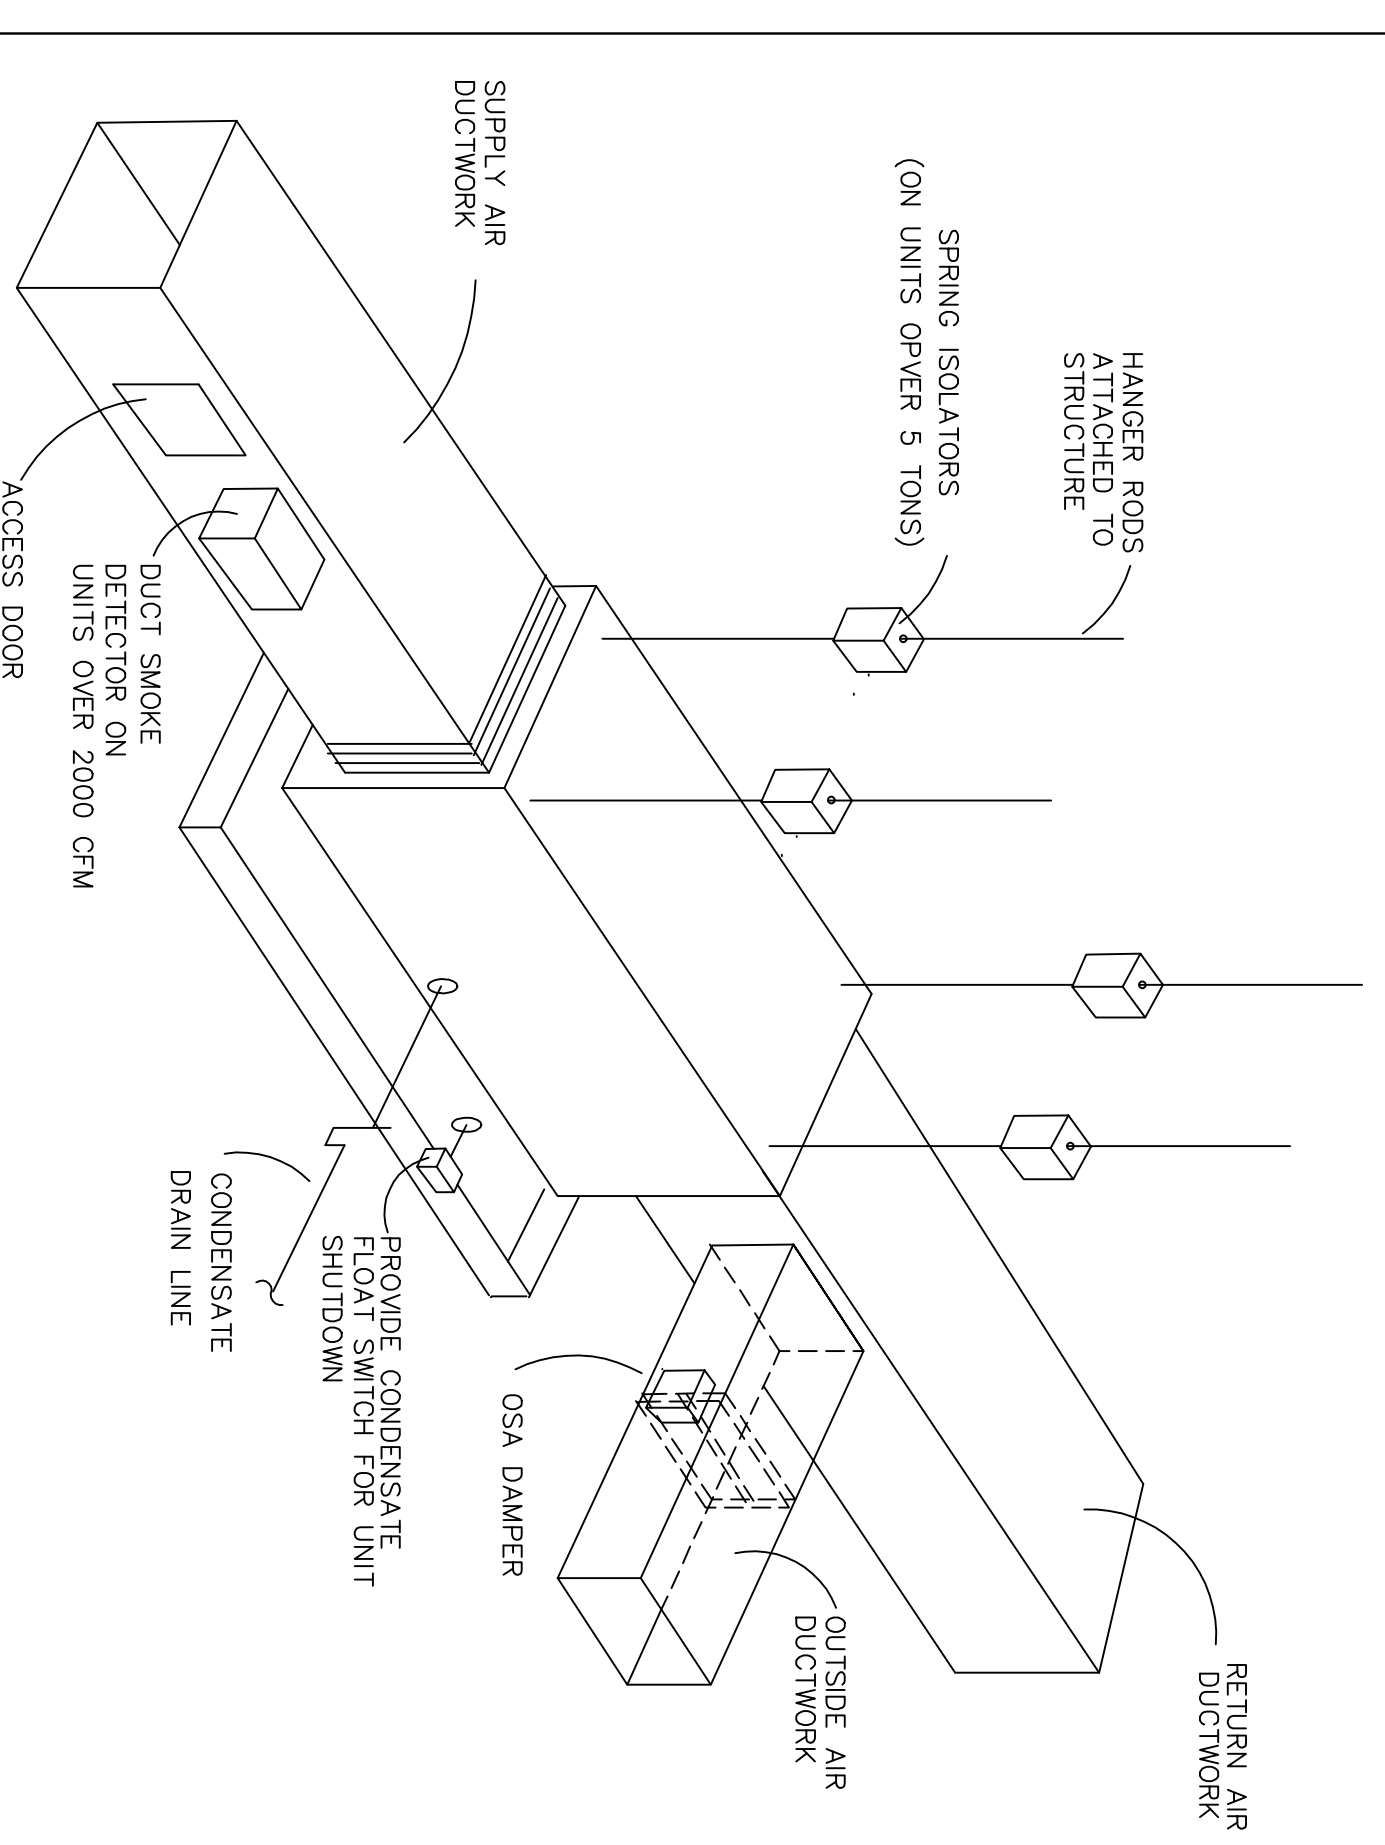 HANGER RODS
ATTACHED TO
STRUCTURE
SPRING ISOLATORS
(ON UNITS OPVER 5 TONS)
SUPPLY AIR
DUCTWORK
RETURN AIR
DUCTWORK
OUTSIDE AIR
DUCTWORK
OSA DAMPER
PROVIDE CONDENSATE
FLOAT SWITCH FOR UNIT
SHUTDOWN
CONDENSATE
DRAIN LINE
DUCT SMOKE
DETECTOR ON
UNITS OVER 2000 CFM
ACCESS DOOR